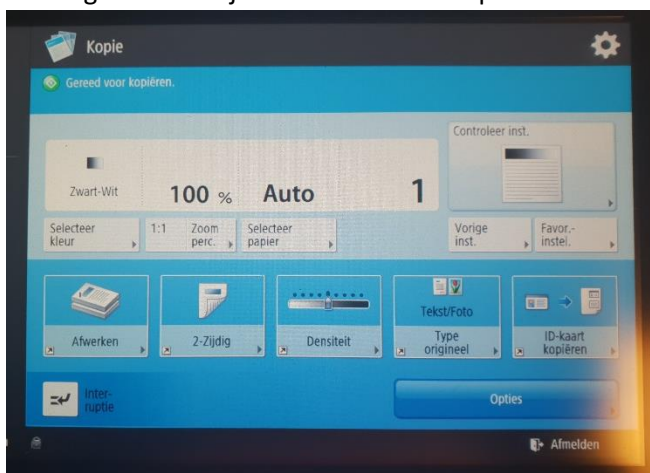 Kopie
Gereed voor kopiëren.
Controleer inst.
Zwart-Wit
100 %
Auto
1
Selecteer
kleur
1:1
Zoom
perc.
Selecteer
papier
Vorige
inst.
Favor.-
instel.
Afwerken
2-Zijdig
Densiteit
Tekst/Foto
Type
origineel
ID-kaart
kopiëren
Inter-
ruptie
Opties
Afmelden